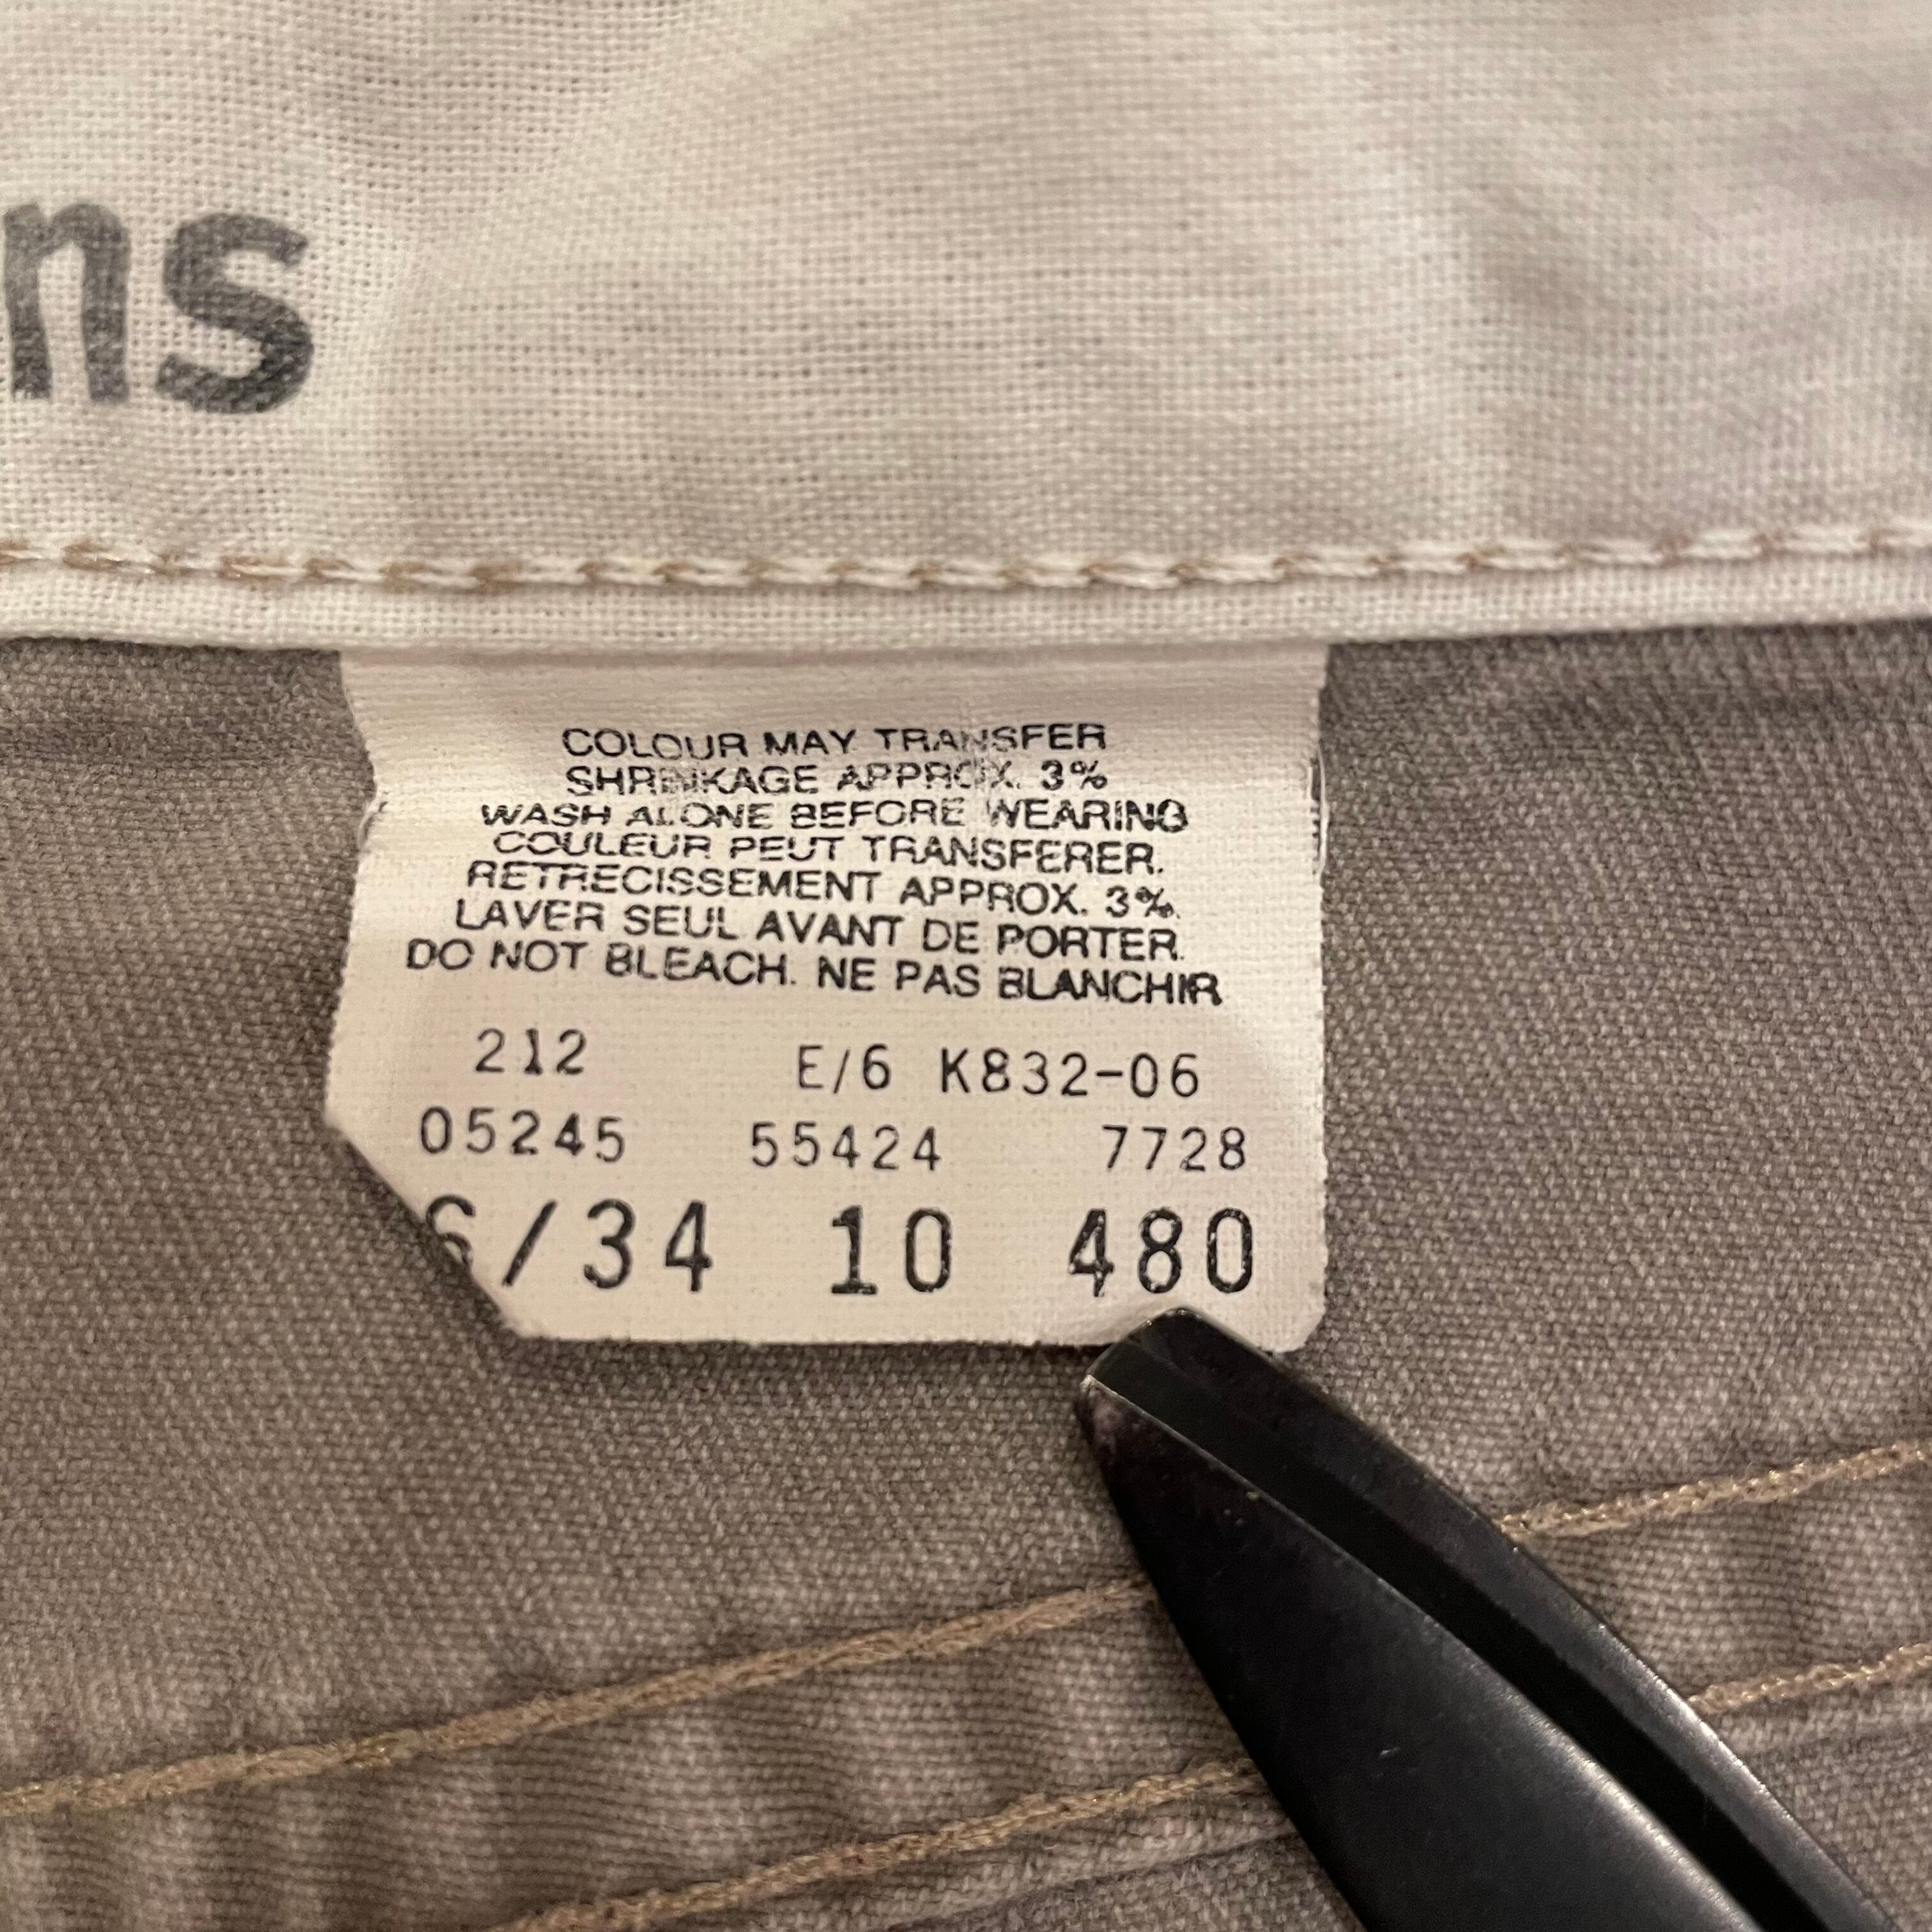 ns
COLOUR MAY TRANSFER
SHRINKAGE APPROX. 3%
WASH ALONE BEFORE WEARING
COULEUR PEUT TRANSFERER.
RETRECISSEMENT APPROX. 3%.
LAVER SEUL AVANT DE PORTER.
DO NOT BLEACH. NE PAS BLANCHIR
212 E/6 K832-06
05245 55424 7728
6/34 10 480